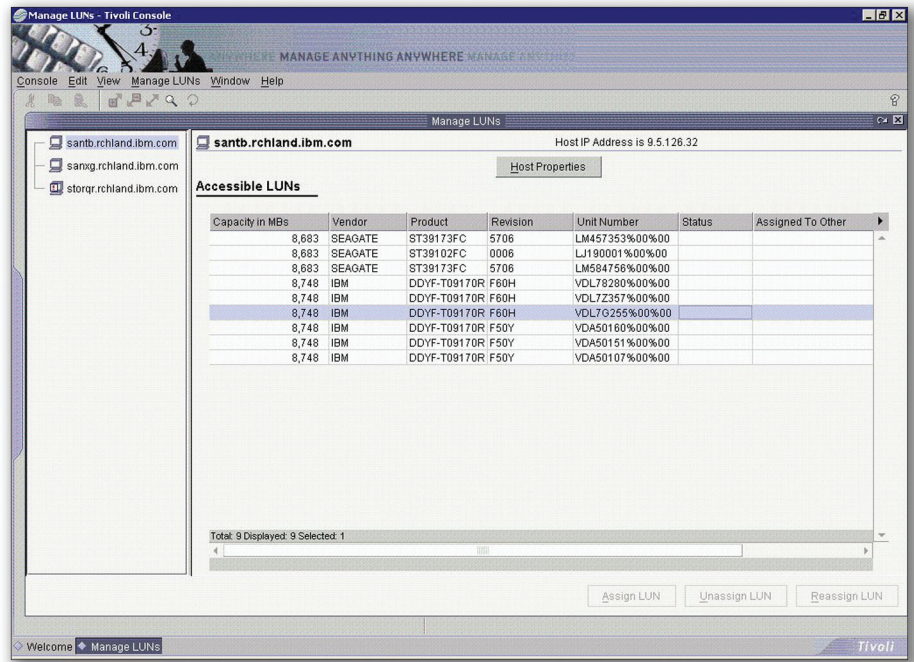 Manage LUNs - Tivoli Console
MANAGE ANYTHING ANYWHERE MANAGE
Console Edit View Manage LUNs Window Help
Manage LUNs
santb.rchland.ibm.com
sanxg.rchland.ibm.com
storqr.rchland.ibm.com
santb.rchland.ibm.com Host IP Address is 9.5.126.32
Host Properties
Accessible LUNs
Capacity in MBs Vendor Product Revision Unit Number Status Assigned To Other
8,683 SEAGATE ST39173FC 5706 LM457353%00%00
8,683 SEAGATE ST39102FC 0006 LJ190001%00%00
8,683 SEAGATE ST39173FC 5706 LM584756%00%00
8,748 IBM DDYF-T09170R F60H VDL78280%00%00
8,748 IBM DDYF-T09170R F60H VDL7Z357%00%00
8,748 IBM DDYF-T09170R F60H VDL7G255%00%00
8,748 IBM DDYF-T09170R F50Y VDA50160%00%00
8,748 IBM DDYF-T09170R F50Y VDA50151%00%00
8,748 IBM DDYF-T09170R F50Y VDA50107%00%00
Total: 9 Displayed: 9 Selected: 1
Assign LUN Unassign LUN Reassign LUN
Welcome Manage LUNs Tivoli